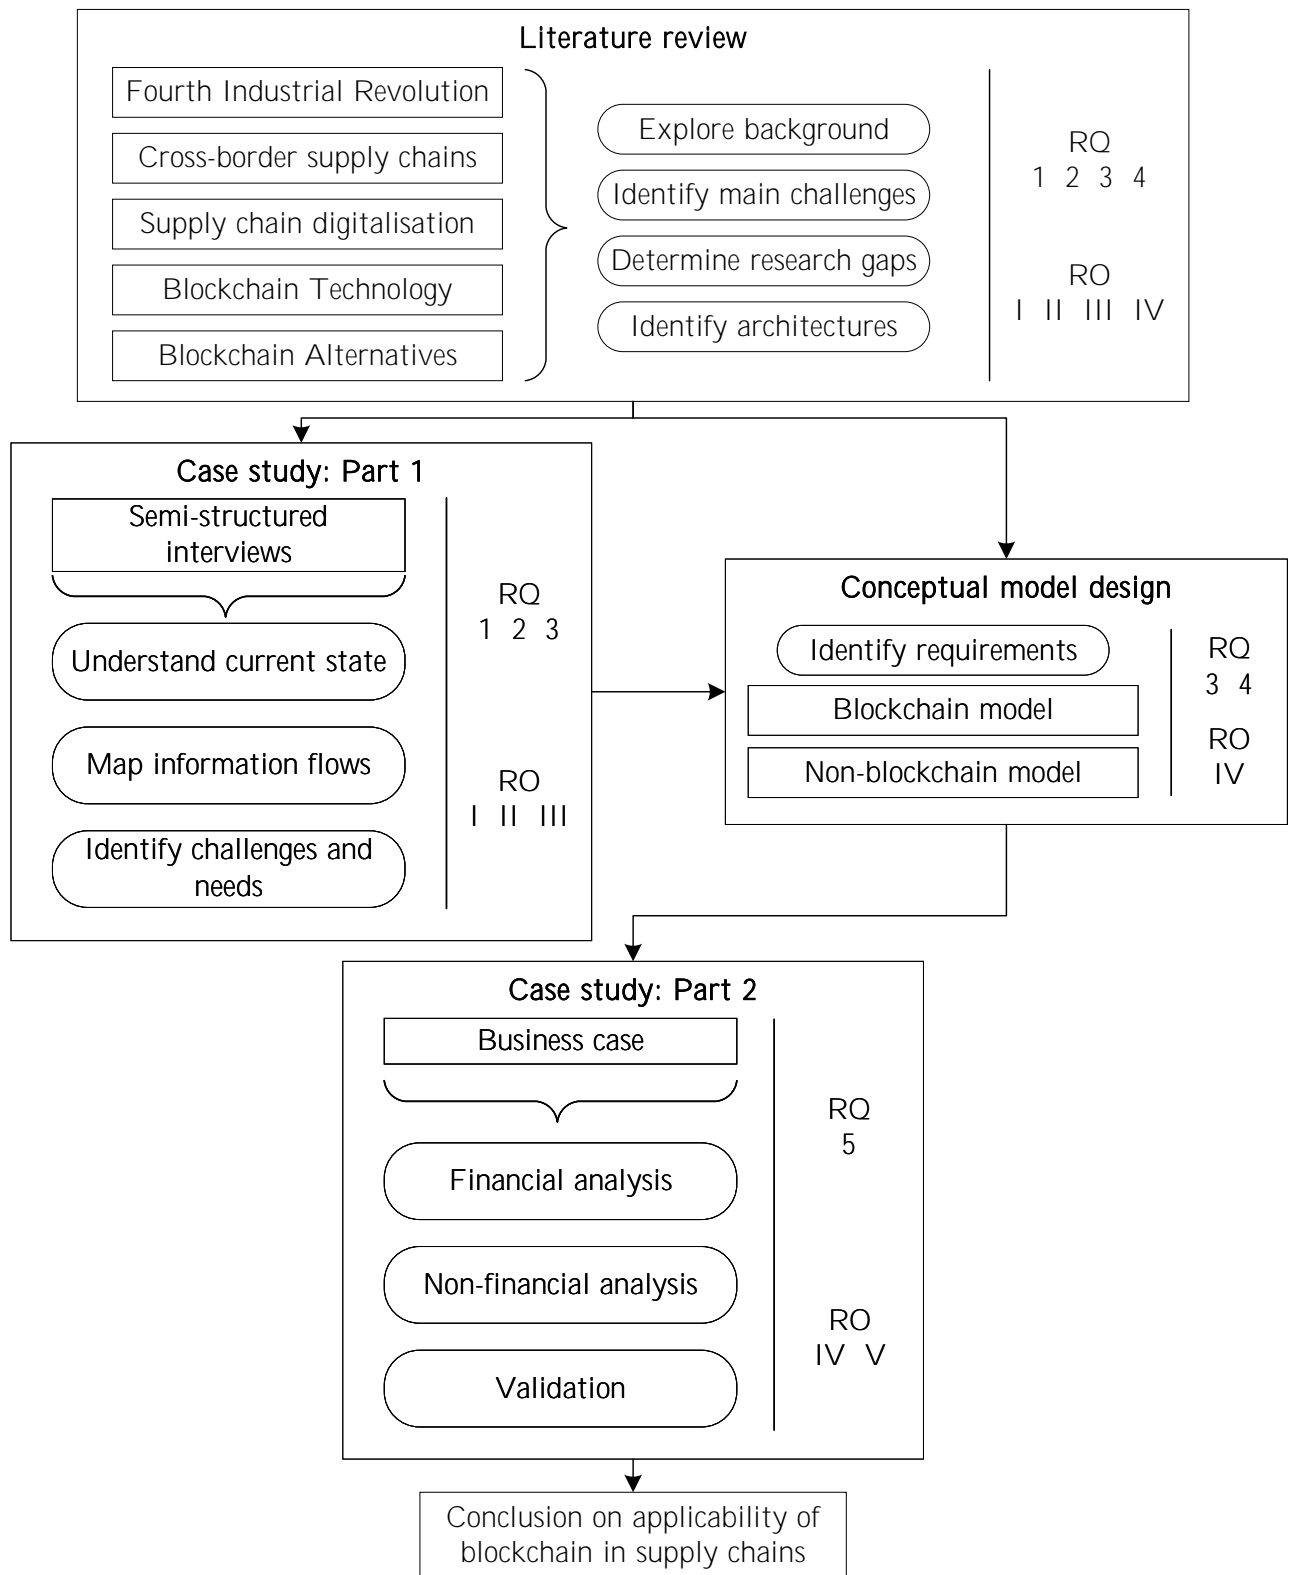 Literature review
Fourth Industrial Revolution
Cross-border supply chains
Supply chain digitalisation
Blockchain Technology
Blockchain Alternatives
Explore background
Identify main challenges
Determine research gaps
Identify architectures
RQ
1 2 3 4
RO
I II III IV
Case study: Part 1
Semi-structured
interviews
Understand current state
Map information flows
Identify challenges and
needs
RQ
1 2 3
RO
I II III
Conceptual model design
Identify requirements
Blockchain model
Non-blockchain model
RQ
3 4
RO
IV
Case study: Part 2
Business case
Financial analysis
Non-financial analysis
Validation
RQ
5
RO
IV V
Conclusion on applicability of
blockchain in supply chains